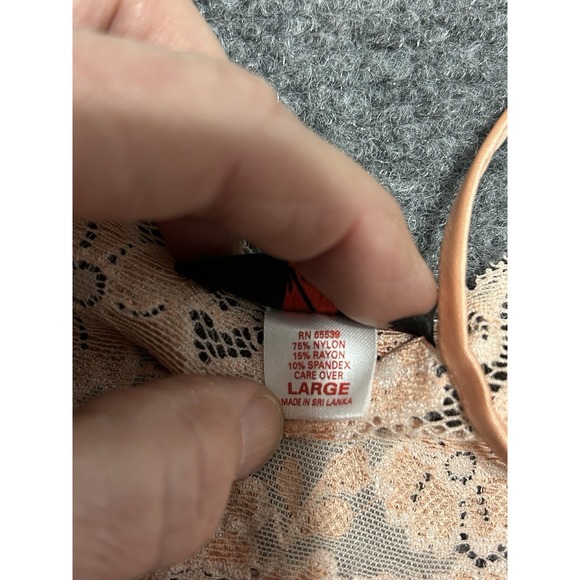 RN 65539
75% NYLON
15% RAYON
10% SPANDEX
CARE OVER
LARGE
MADE IN SRI LANKA